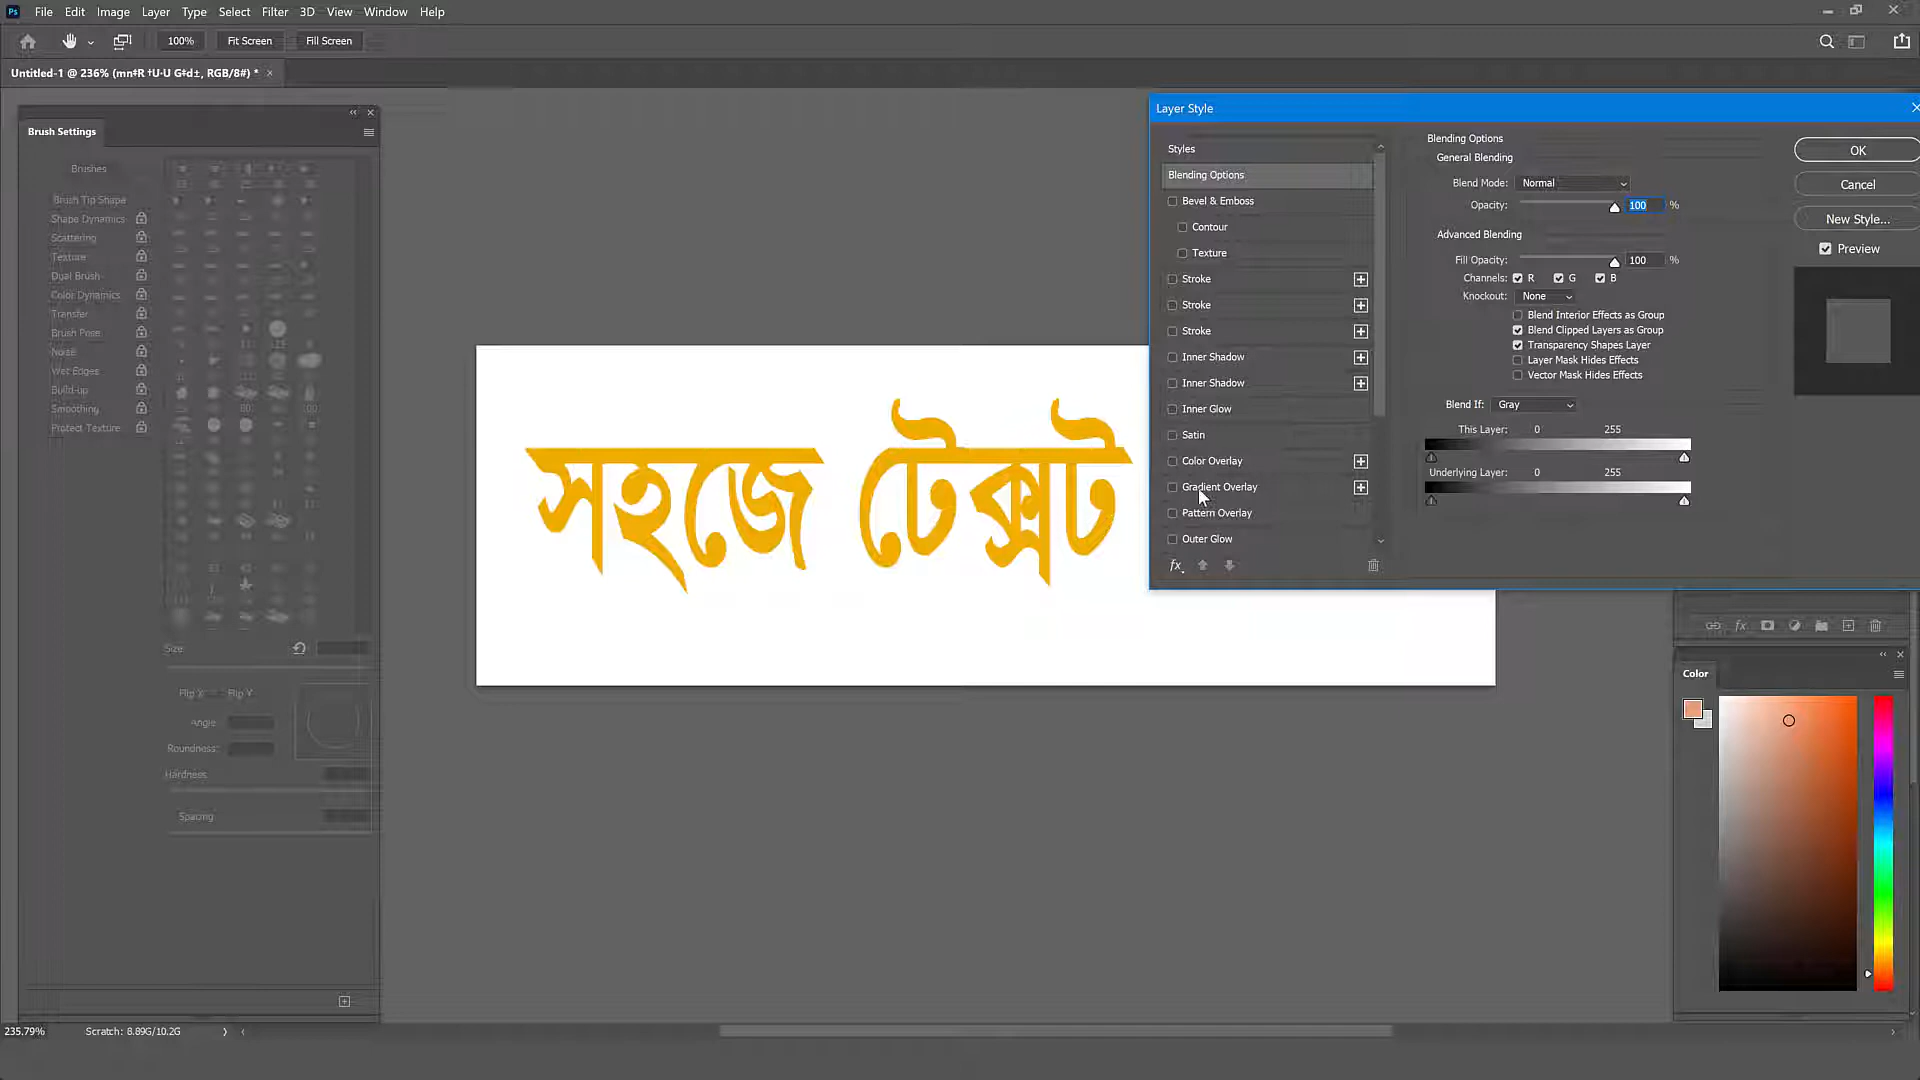 Ps File Edit Image Layer Type Select Filter 3D View Window Help
100% Fit Screen Fill Screen
Untitled-1 @ 236% (mn‡R †U·U G‡d±, RGB/8#) *
Brush Settings
Brushes
Brush Tip Shape
Shape Dynamics
Scattering
Texture
Dual Brush
Color Dynamics
Transfer
Brush Pose
Noise
Wet Edges
Build-up
Smoothing
Protect Texture
Size
Flip X Flip Y
Angle:
Roundness:
Hardness
Spacing
সহজে টেক্সট
Layer Style
Styles
Blending Options
Bevel & Emboss
Contour
Texture
Stroke
Stroke
Stroke
Inner Shadow
Inner Shadow
Inner Glow
Satin
Color Overlay
Gradient Overlay
Pattern Overlay
Outer Glow
fx
Blending Options
General Blending
Blend Mode: Normal
Opacity: 100 %
Advanced Blending
Fill Opacity: 100 %
Channels: R G B
Knockout: None
Blend Interior Effects as Group
Blend Clipped Layers as Group
Transparency Shapes Layer
Layer Mask Hides Effects
Vector Mask Hides Effects
Blend If: Gray
This Layer: 0 255
Underlying Layer: 0 255
OK
Cancel
New Style...
Preview
fx
Color
235.79% Scratch: 8.89G/10.2G